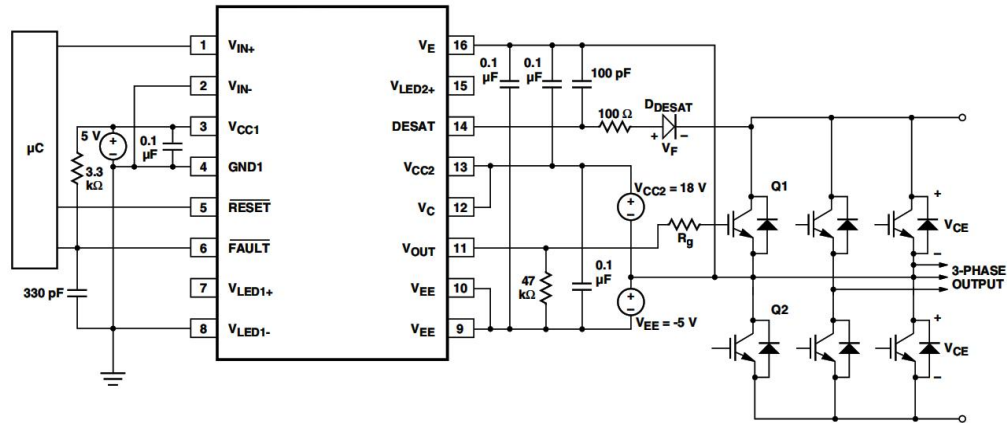 µC
1 V_IN+
2 V_IN-
3 V_CC1
4 GND1
5 RESET
6 FAULT
7 V_LED1+
8 V_LED1-
V_E 16
V_LED2+ 15
DESAT 14
V_CC2 13
V_C 12
V_OUT 11
V_EE 10
V_EE 9
5 V
+
−
0.1
µF
3.3
kΩ
330 pF
0.1
µF
0.1
µF
100 pF
100 Ω
D_DESAT
+ −
V_F
V_CC2 = 18 V
+
−
R_g
47
kΩ
0.1
µF
+
−
V_EE = -5 V
Q1
Q2
+
V_CE
−
3-PHASE
OUTPUT
+
V_CE
−